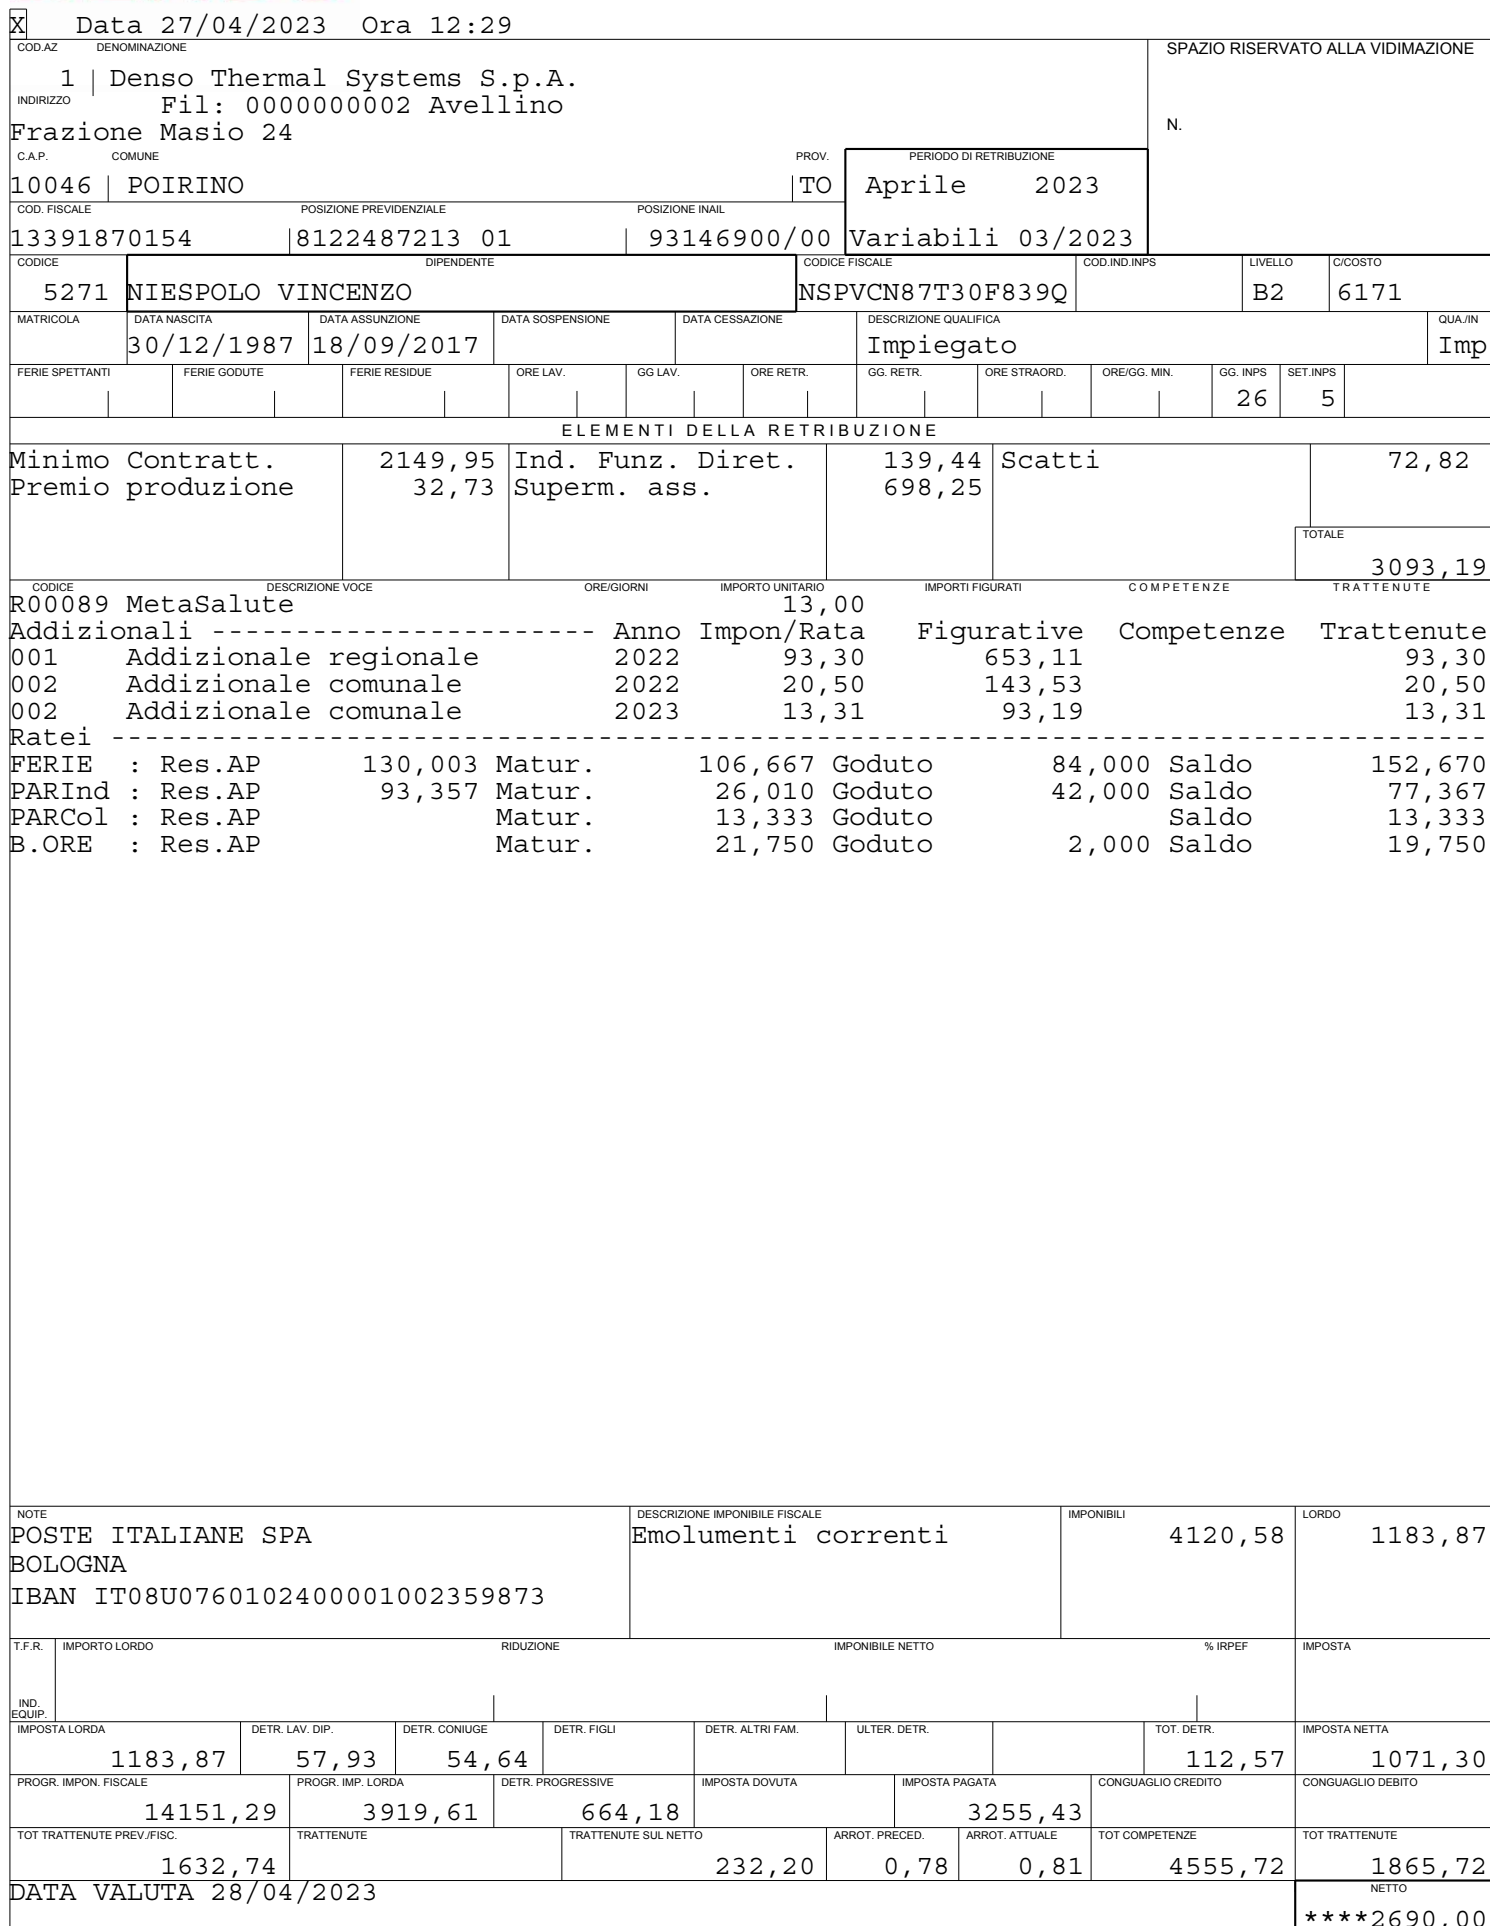 X Data 27/04/2023 Ora 12:29
COD.AZ DENOMINAZIONE SPAZIO RISERVATO ALLA VIDIMAZIONE
1 | Denso Thermal Systems S.p.A.
INDIRIZZO Fil: 0000000002 Avellino
Frazione Masio 24 N.
C.A.P. COMUNE PROV. PERIODO DI RETRIBUZIONE
10046 | POIRINO |TO Aprile 2023
COD. FISCALE POSIZIONE PREVIDENZIALE POSIZIONE INAIL
13391870154 |8122487213 01 | 93146900/00 Variabili 03/2023
CODICE DIPENDENTE CODICE FISCALE COD.IND.INPS LIVELLO C/COSTO
5271 NIESPOLO VINCENZO NSPVCN87T30F839Q B2 6171
MATRICOLA DATA NASCITA DATA ASSUNZIONE DATA SOSPENSIONE DATA CESSAZIONE DESCRIZIONE QUALIFICA QUA./IN
30/12/1987 18/09/2017 Impiegato Imp
FERIE SPETTANTI FERIE GODUTE FERIE RESIDUE ORE LAV. GG LAV. ORE RETR. GG. RETR. ORE STRAORD. ORE/GG. MIN. GG. INPS SET.INPS
26 5
ELEMENTI DELLA RETRIBUZIONE
Minimo Contratt. 2149,95 Ind. Funz. Diret. 139,44 Scatti 72,82
Premio produzione 32,73 Superm. ass. 698,25
TOTALE
3093,19
CODICE DESCRIZIONE VOCE ORE/GIORNI IMPORTO UNITARIO IMPORTI FIGURATI COMPETENZE TRATTENUTE
R00089 MetaSalute 13,00
Addizionali ----------------------- Anno Impon/Rata Figurative Competenze Trattenute
001 Addizionale regionale 2022 93,30 653,11 93,30
002 Addizionale comunale 2022 20,50 143,53 20,50
002 Addizionale comunale 2023 13,31 93,19 13,31
Ratei ----------------------------------------------------------------------------------
FERIE : Res.AP 130,003 Matur. 106,667 Goduto 84,000 Saldo 152,670
PARInd : Res.AP 93,357 Matur. 26,010 Goduto 42,000 Saldo 77,367
PARCol : Res.AP Matur. 13,333 Goduto Saldo 13,333
B.ORE : Res.AP Matur. 21,750 Goduto 2,000 Saldo 19,750
NOTE DESCRIZIONE IMPONIBILE FISCALE IMPONIBILI LORDO
POSTE ITALIANE SPA Emolumenti correnti 4120,58 1183,87
BOLOGNA
IBAN IT08U0760102400001002359873
T.F.R. IMPORTO LORDO RIDUZIONE IMPONIBILE NETTO % IRPEF IMPOSTA
IND.
EQUIP.
IMPOSTA LORDA DETR. LAV. DIP. DETR. CONIUGE DETR. FIGLI DETR. ALTRI FAM. ULTER. DETR. TOT. DETR. IMPOSTA NETTA
1183,87 57,93 54,64 112,57 1071,30
PROGR. IMPON. FISCALE PROGR. IMP. LORDA DETR. PROGRESSIVE IMPOSTA DOVUTA IMPOSTA PAGATA CONGUAGLIO CREDITO CONGUAGLIO DEBITO
14151,29 3919,61 664,18 3255,43
TOT TRATTENUTE PREV./FISC. TRATTENUTE TRATTENUTE SUL NETTO ARROT. PRECED. ARROT. ATTUALE TOT COMPETENZE TOT TRATTENUTE
1632,74 232,20 0,78 0,81 4555,72 1865,72
DATA VALUTA 28/04/2023 NETTO
****2690,00